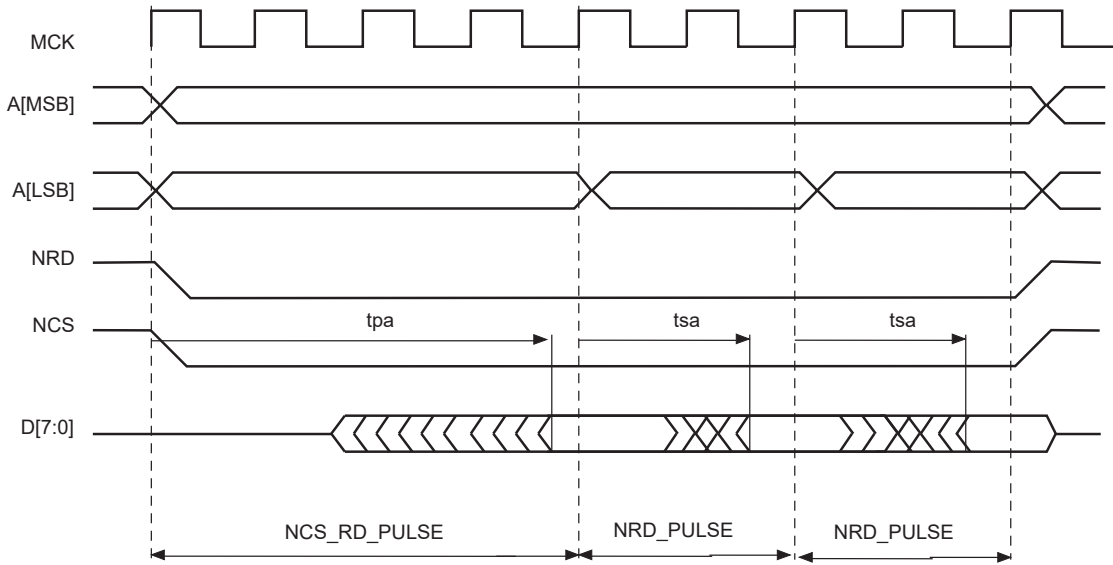 MCK
A[MSB]
A[LSB]
NRD
NCS
tpa
tsa
tsa
D[7:0]
NCS_RD_PULSE
NRD_PULSE
NRD_PULSE